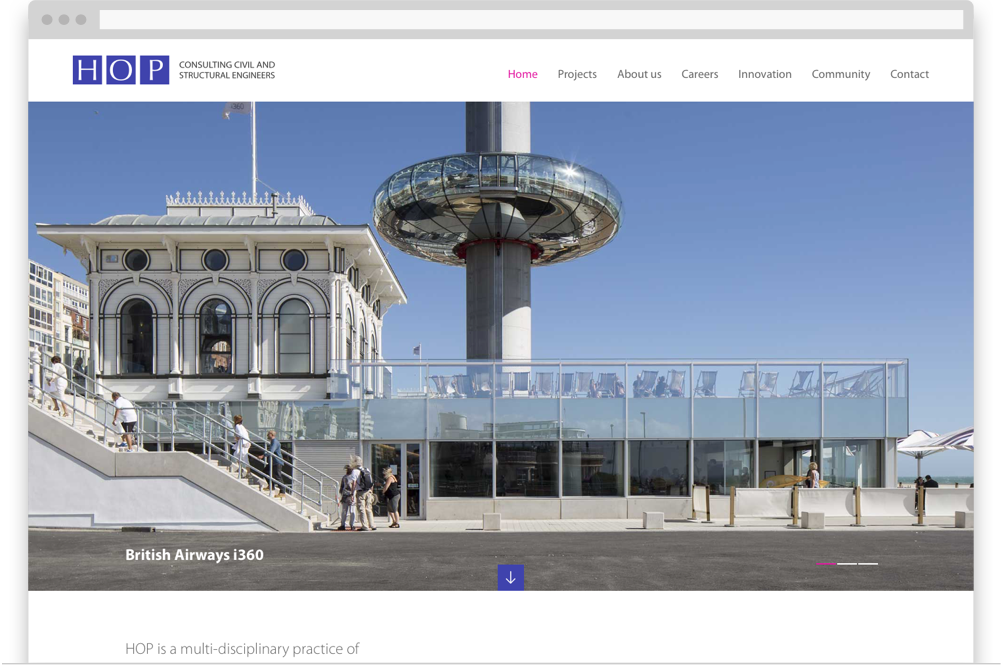 HOP
CONSULTING CIVIL AND
STRUCTURAL ENGINEERS
Home Projects About us Careers Innovation Community Contact
i360
British Airways i360
HOP is a multi-disciplinary practice of